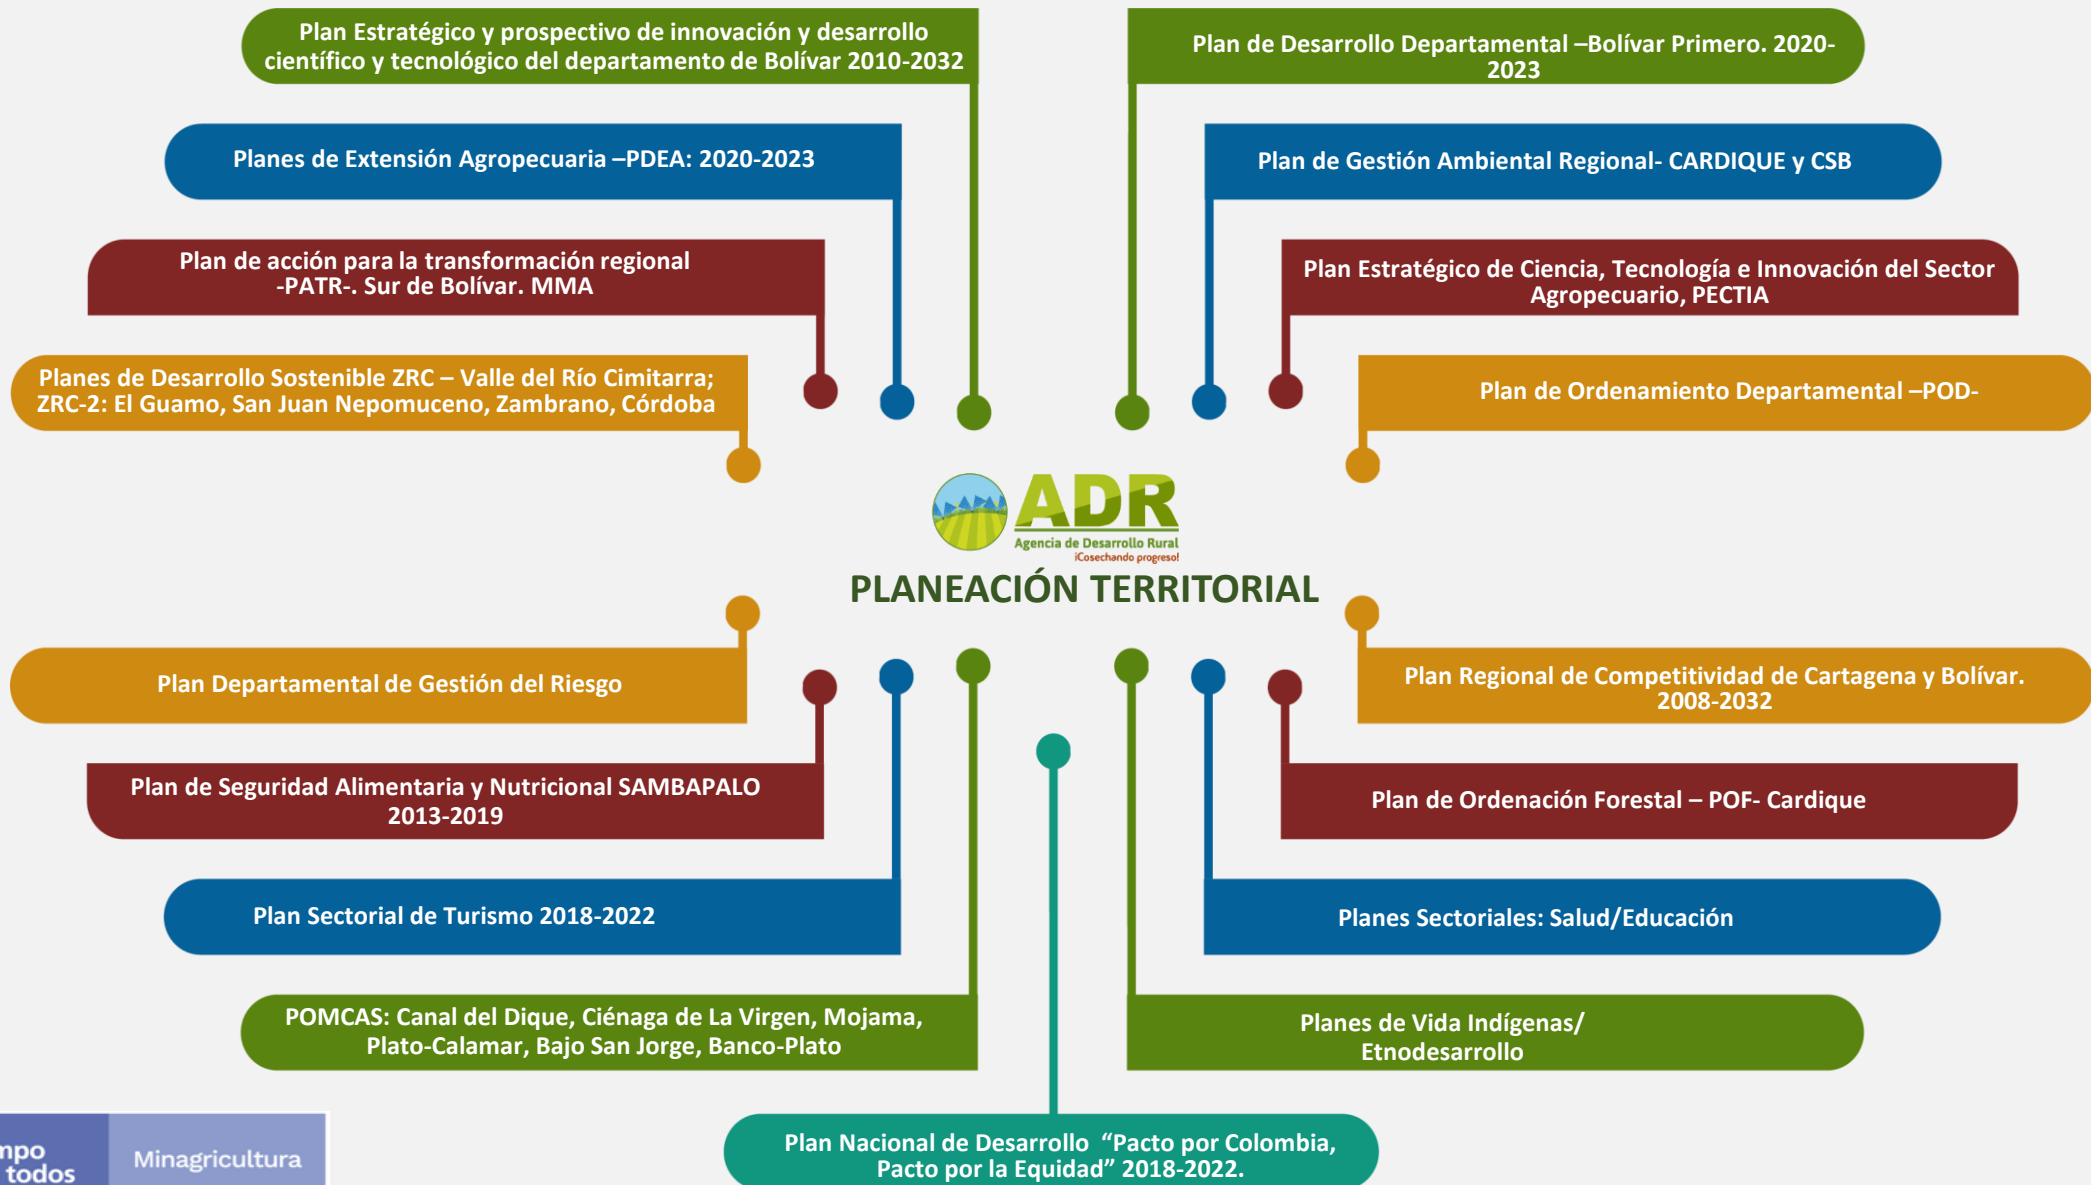 Plan Estratégico y prospectivo de innovación y desarrollo
científico y tecnológico del departamento de Bolívar 2010-2032
Plan de Desarrollo Departamental –Bolívar Primero. 2020-
2023
Planes de Extensión Agropecuaria –PDEA: 2020-2023
Plan de Gestión Ambiental Regional- CARDIQUE y CSB
Plan de acción para la transformación regional
-PATR-. Sur de Bolívar. MMA
Plan Estratégico de Ciencia, Tecnología e Innovación del Sector
Agropecuario, PECTIA
Planes de Desarrollo Sostenible ZRC – Valle del Río Cimitarra;
ZRC-2: El Guamo, San Juan Nepomuceno, Zambrano, Córdoba
Plan de Ordenamiento Departamental –POD-
ADR
Agencia de Desarrollo Rural
¡Cosechando progreso!
PLANEACIÓN TERRITORIAL
Plan Departamental de Gestión del Riesgo
Plan Regional de Competitividad de Cartagena y Bolívar.
2008-2032
Plan de Seguridad Alimentaria y Nutricional SAMBAPALO
2013-2019
Plan de Ordenación Forestal – POF- Cardique
Plan Sectorial de Turismo 2018-2022
Planes Sectoriales: Salud/Educación
POMCAS: Canal del Dique, Ciénaga de La Virgen, Mojama,
Plato-Calamar, Bajo San Jorge, Banco-Plato
Planes de Vida Indígenas/
Etnodesarrollo
Plan Nacional de Desarrollo “Pacto por Colombia,
Pacto por la Equidad” 2018-2022.
mpo
todos
Minagricultura